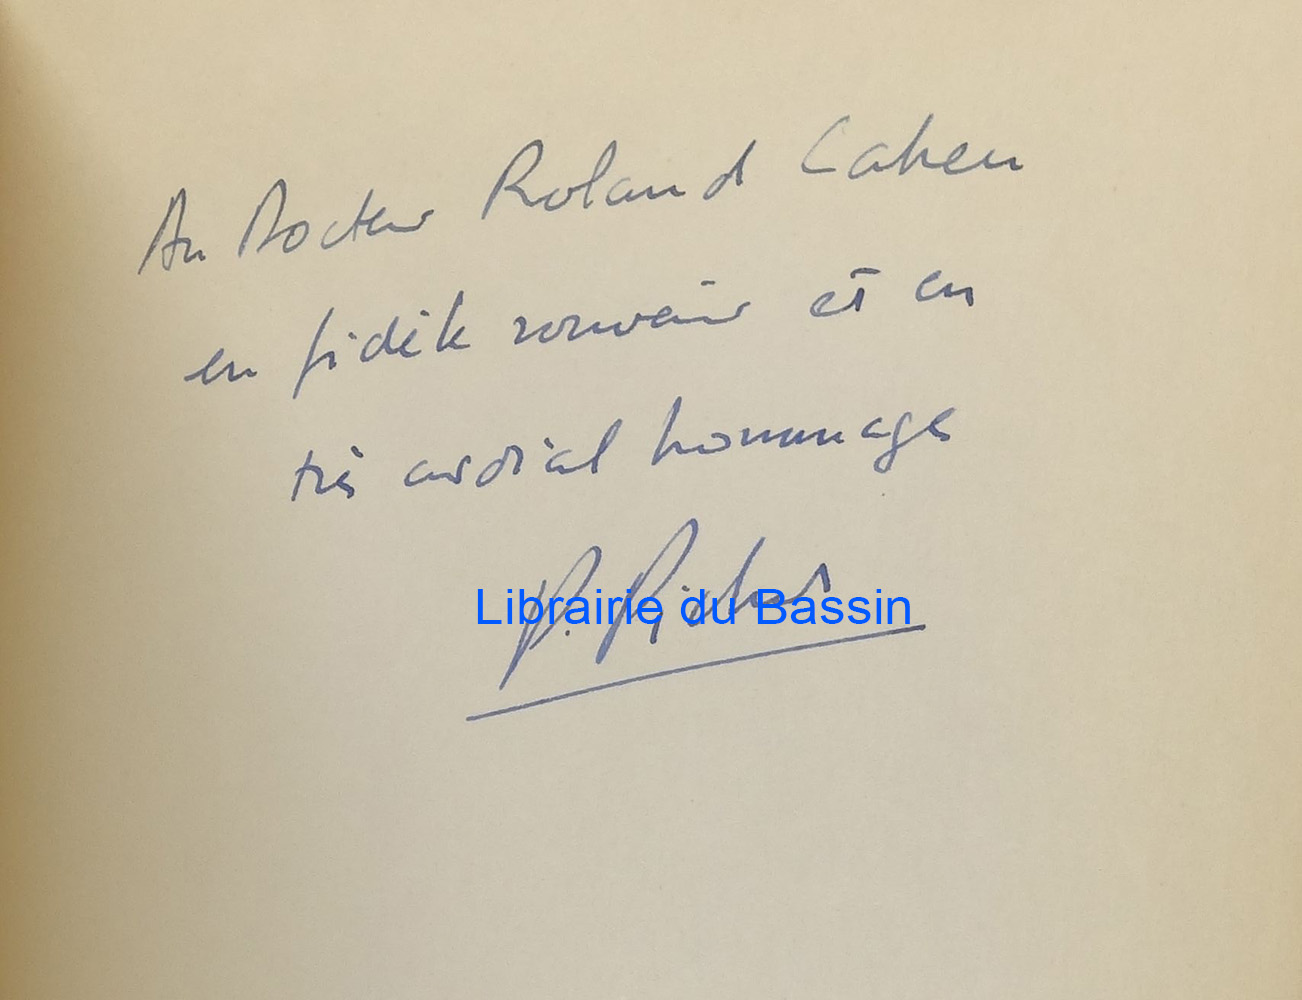 Au Docteur Roland Cahen
en fidèle souvenir et en
très cordial hommage
P.
Librairie du Bassin